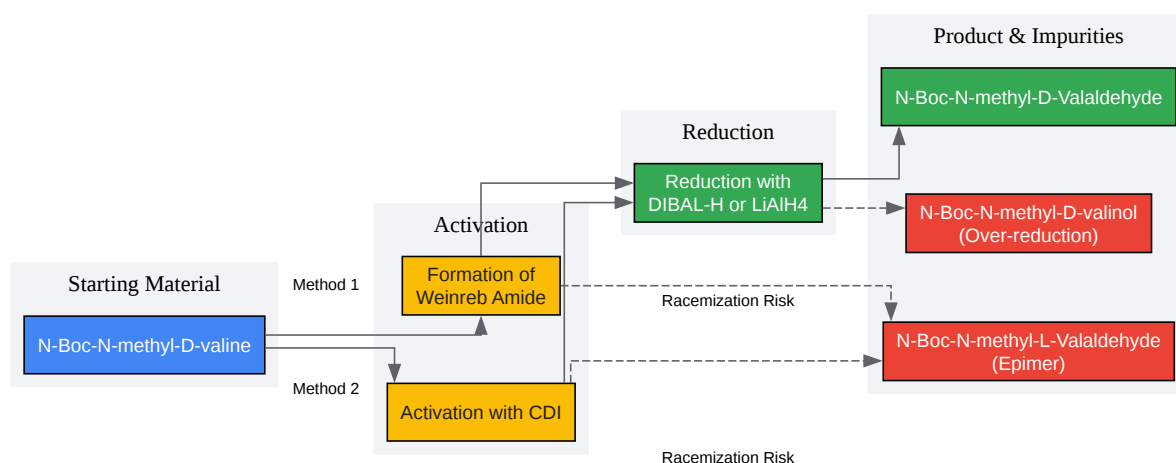 Product & Impurities
N-Boc-N-methyl-D-Valaldehyde
Reduction
Reduction with
DIBAL-H or LiAlH4
N-Boc-N-methyl-D-valinol
(Over-reduction)
Activation
Formation of
Weinreb Amide
Starting Material
Method 1
Racemization Risk
N-Boc-N-methyl-D-valine
N-Boc-N-methyl-L-Valaldehyde
(Epimer)
Method 2
Activation with CDI
Racemization Risk